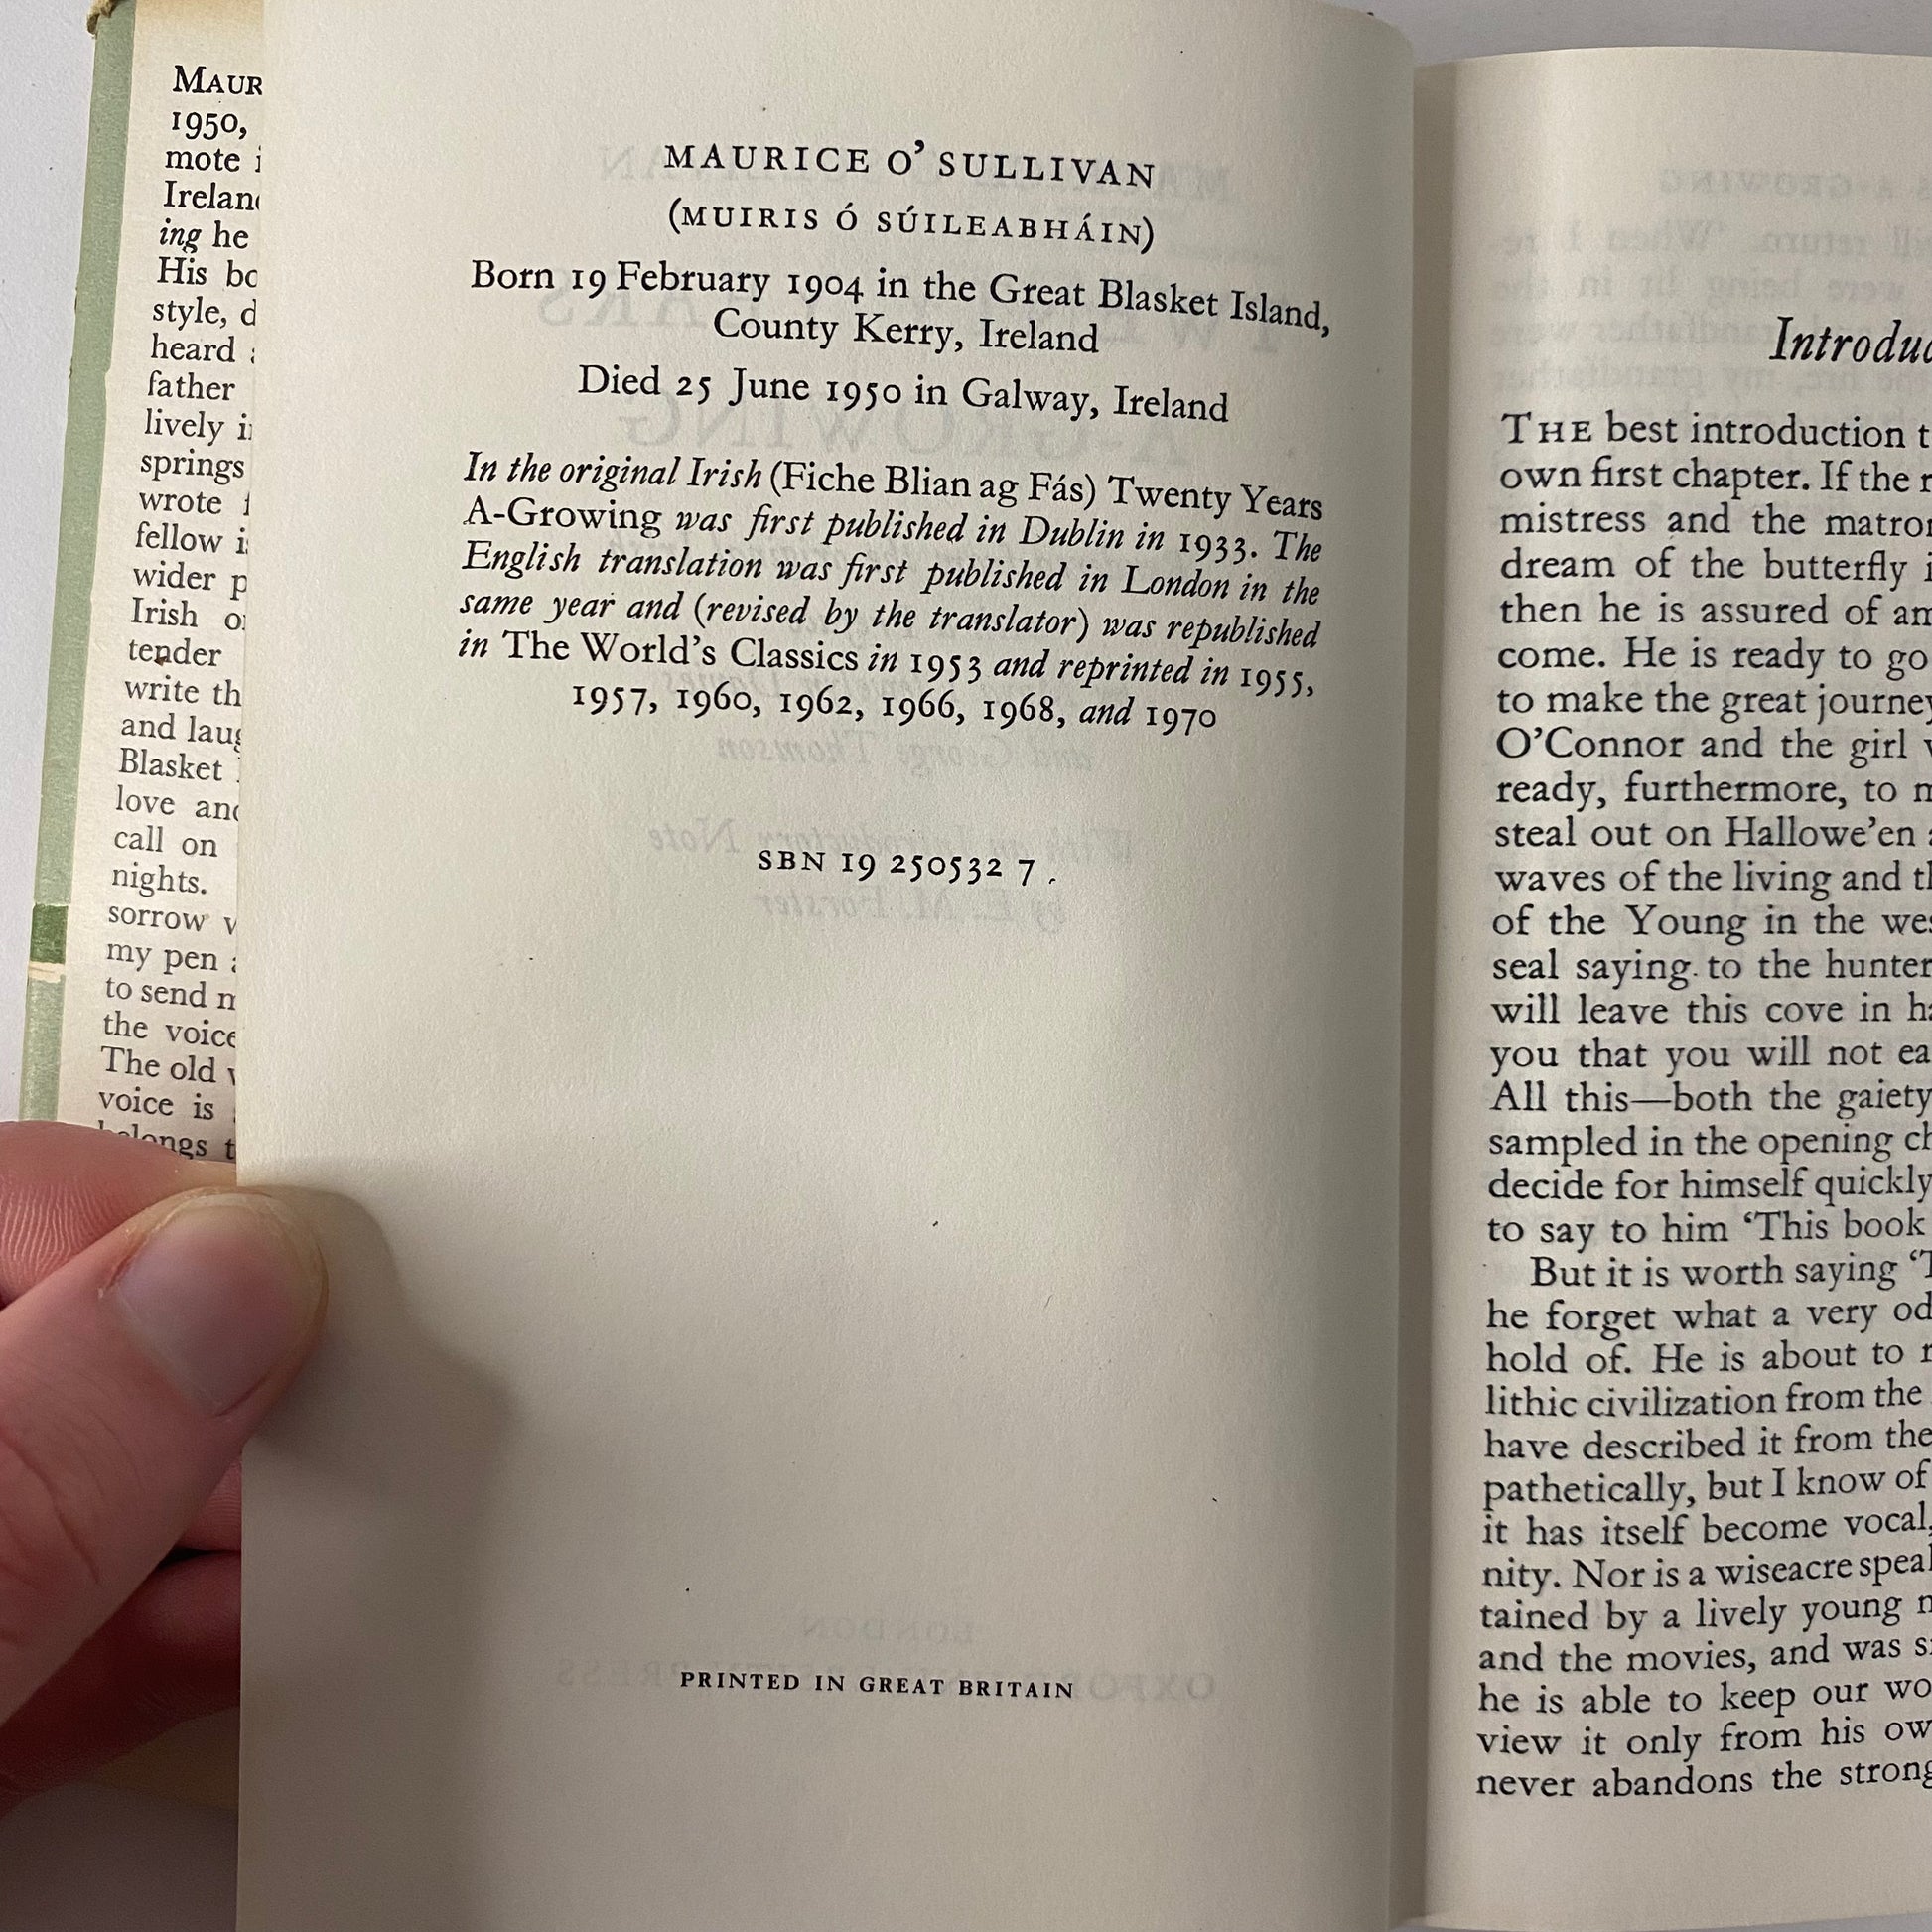 MAUR
1950,
mote i
Irelan
ing he
His bo
style, d
heard a
father
lively i
springs
wrote
fellow i
wider p
Irish o
tender
write th
and laug
Blasket
love and
call on
nights.
sorrow w
my pen a
to send m
the voice
The old v
voice is
belongs t
MAURICE O' SULLIVAN
(MUIRIS Ó SÚILEABHÁIN)
Born 19 February 1904 in the Great Blasket Island,
County Kerry, Ireland
Died 25 June 1950 in Galway, Ireland
In the original Irish (Fiche Blian ag Fás) Twenty Years
A-Growing was first published in Dublin in 1933. The
English translation was first published in London in the
same year and (revised by the translator) was republished
in The World's Classics in 1953 and reprinted in 1955,
1957, 1960, 1962, 1966, 1968, and 1970
SBN 19 250532 7
PRINTED IN GREAT BRITAIN
Introduc
THE best introduction t
own first chapter. If the r
mistress and the matron
dream of the butterfly i
then he is assured of am
come. He is ready to go
to make the great journey
O'Connor and the girl w
ready, furthermore, to m
steal out on Hallowe'en a
waves of the living and th
of the Young in the wes
seal saying to the hunter
will leave this cove in ha
you that you will not ea
All this—both the gaiety
sampled in the opening ch
decide for himself quickly
to say to him 'This book
But it is worth saying 'T
he forget what a very od
hold of. He is about to r
lithic civilization from the
have described it from the
pathetically, but I know of
it has itself become vocal,
nity. Nor is a wiseacre speak
tained by a lively young m
and the movies, and was s
he is able to keep our wo
view it only from his ow
never abandons the strong